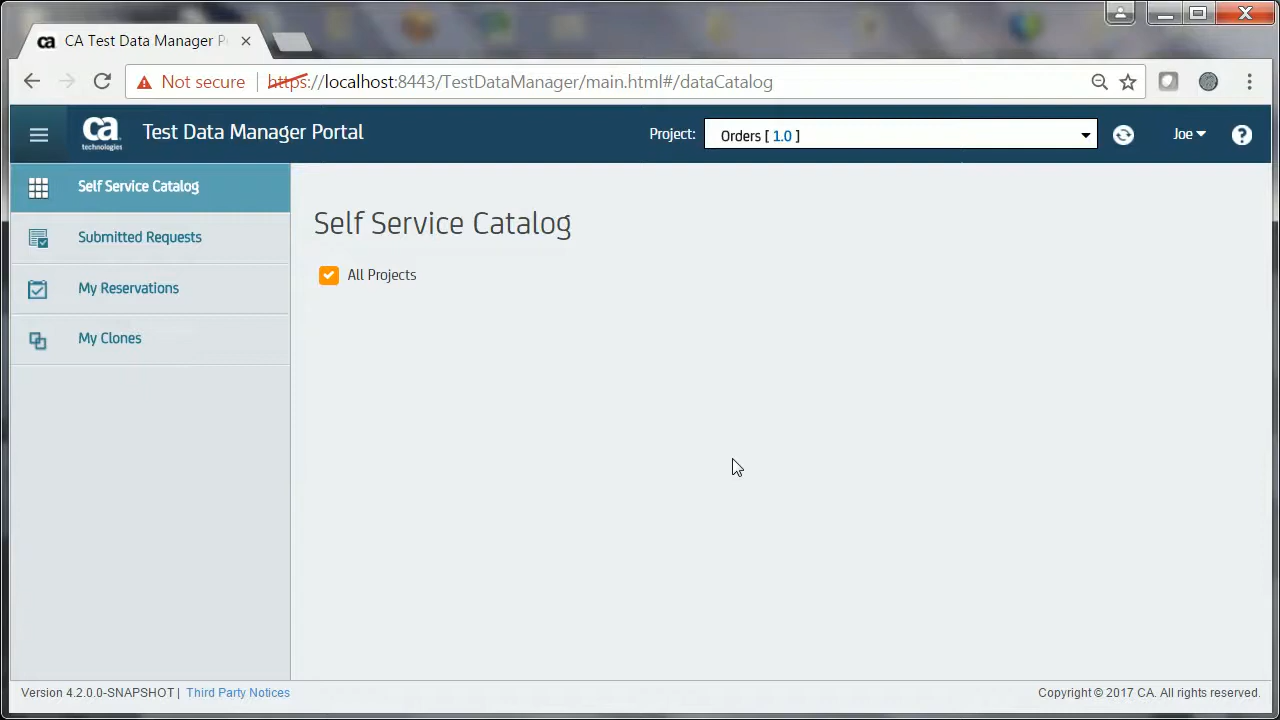 CA Test Data Manager P
Not secure https://localhost:8443/TestDataManager/main.html#/dataCatalog
ca technologies Test Data Manager Portal Project: Orders [ 1.0 ] Joe ?
Self Service Catalog
Submitted Requests
My Reservations
My Clones
Self Service Catalog
All Projects
Version 4.2.0.0-SNAPSHOT | Third Party Notices Copyright © 2017 CA. All rights reserved.